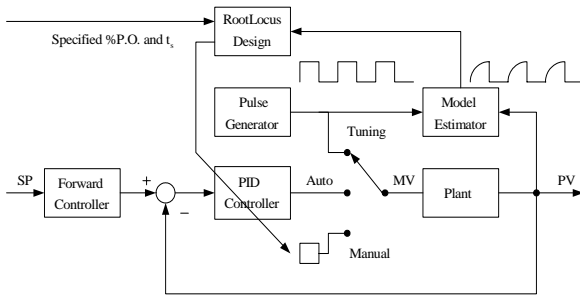 RootLocus
Design
Specified %P.O. and ts
Pulse
Generator
Model
Estimator
Tuning
SP
Forward
Controller
+
−
PID
Controller
Auto
MV
Plant
PV
Manual